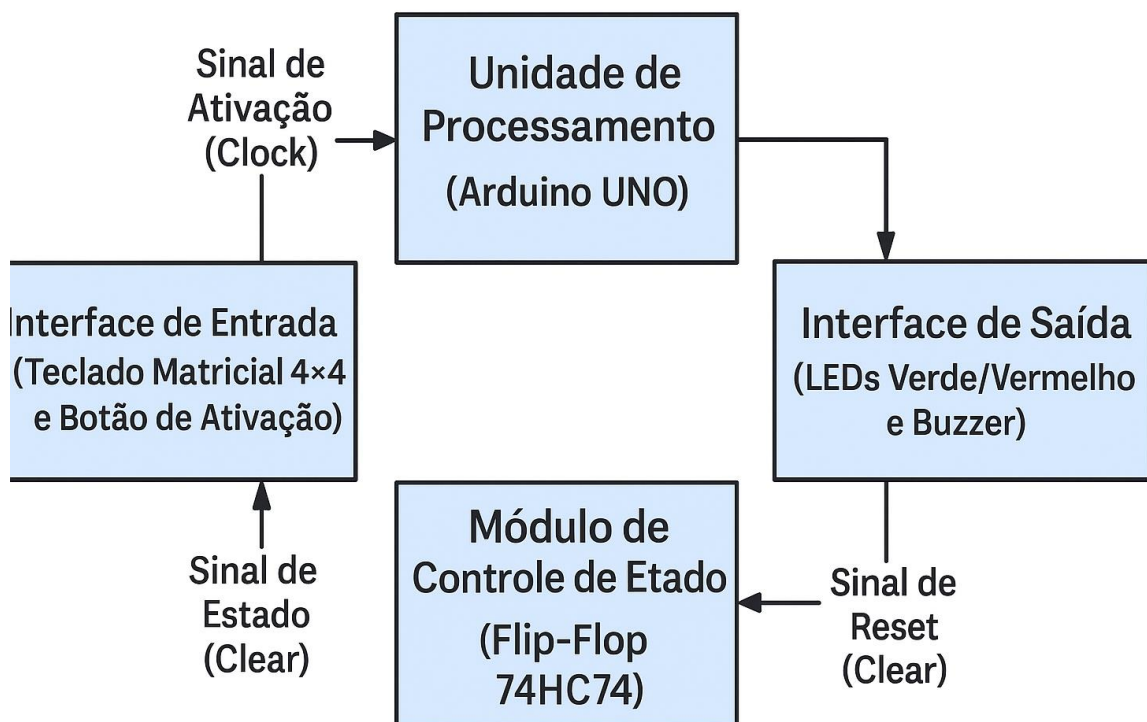 Sinal de
Ativação
(Clock)
Unidade de
Processamento
(Arduino UNO)
Interface de Entrada
(Teclado Matricial 4×4
e Botão de Ativação)
Interface de Saída
(LEDs Verde/Vermelho
e Buzzer)
Sinal de
Estado
(Clear)
Módulo de
Controle de Etado
(Flip-Flop
74HC74)
Sinal de
Reset
(Clear)